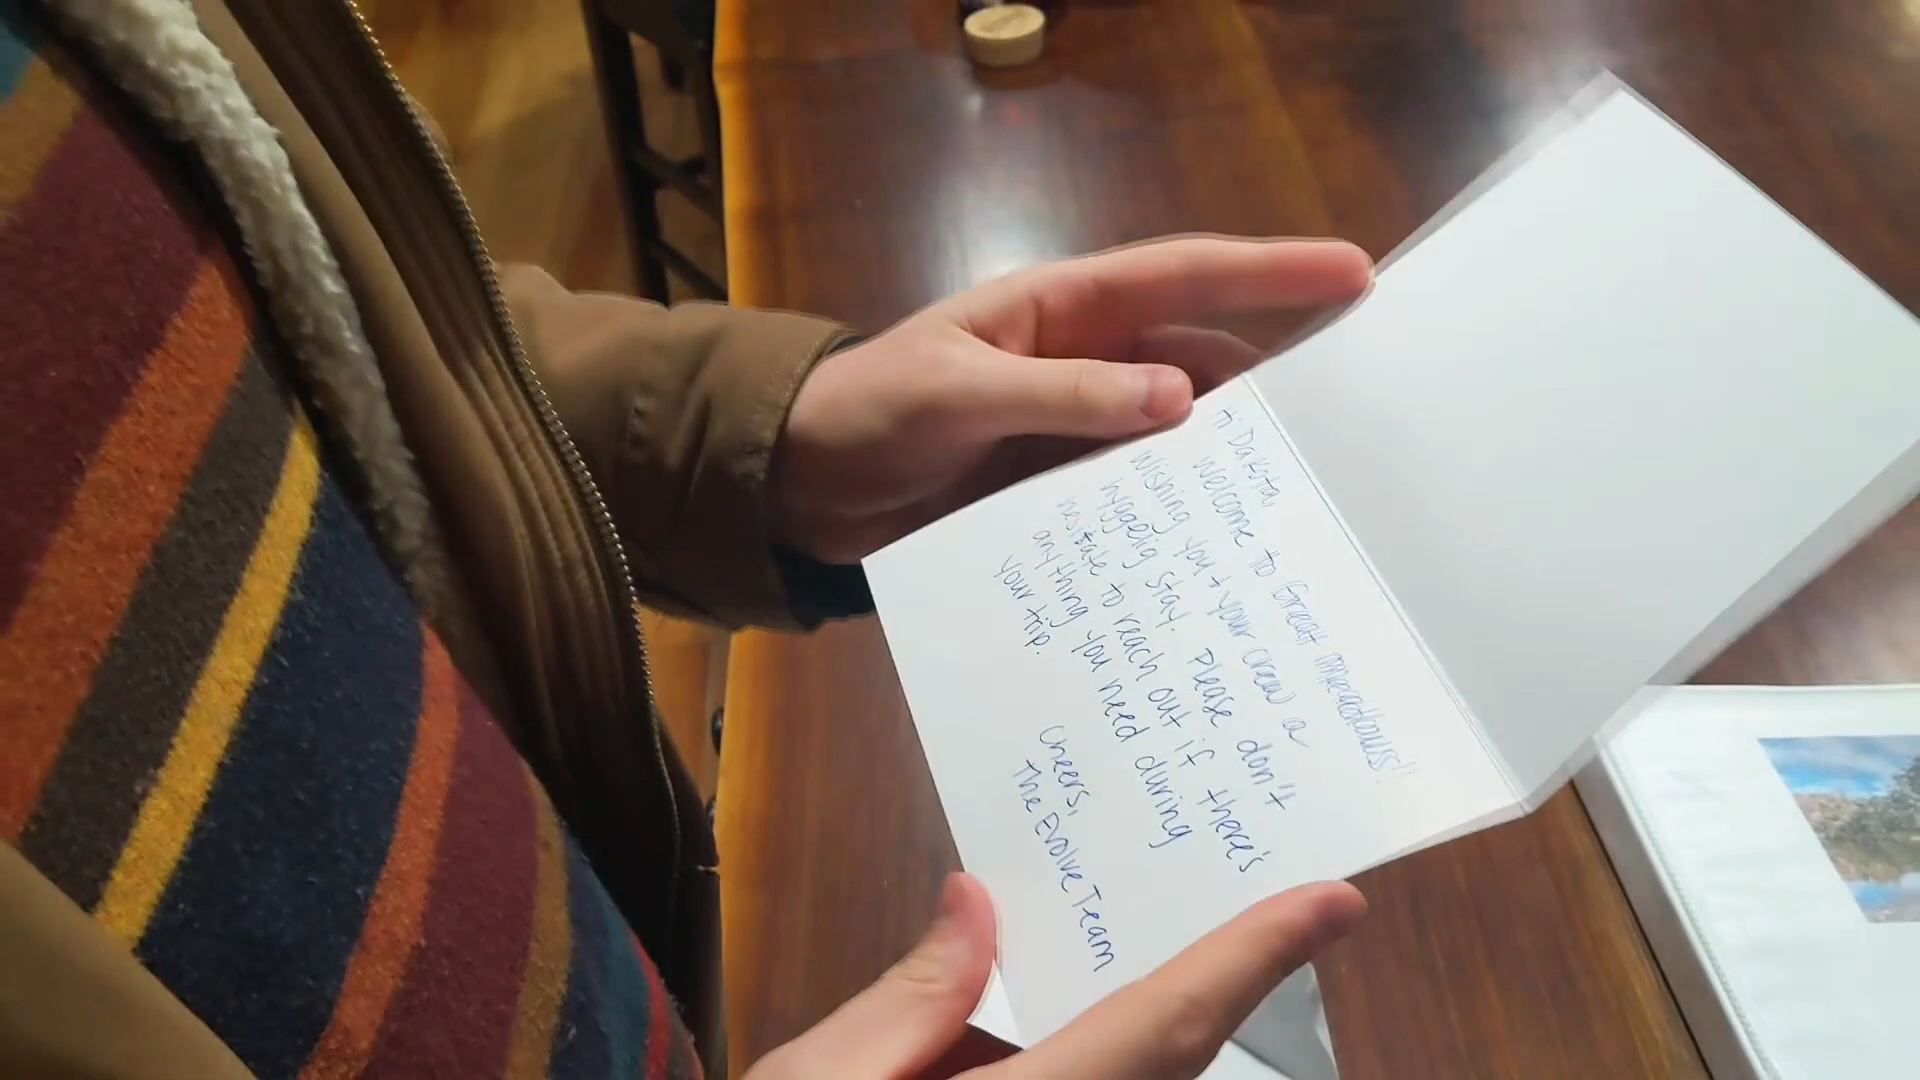 Hi Dakota,
Welcome to Great Meadows!!
Wishing you + your crew a
hyggelig stay. Please don't
hesitate to reach out if there's
anything you need during
your trip.
Cheers,
The Evolve Team